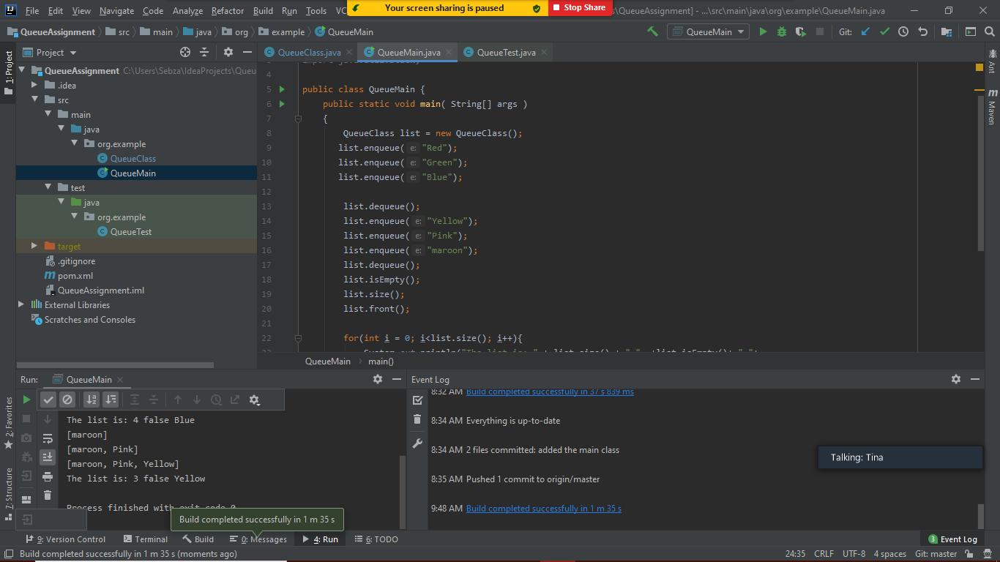 File Edit View Navigate Code Analyze Refactor Build Run Tools VC
Your screen sharing is paused
Stop Share
s\QueueAssignment] - ...\src\main\java\org\example\QueueMain.java
QueueAssignment src main java org example QueueMain
QueueMain Git:
1: Project
Project
QueueClass.java QueueMain.java QueueTest.java
QueueAssignment C:\Users\Sebza\IdeaProjects\Queu
.idea
src
main
java
org.example
QueueClass
QueueMain
test
java
org.example
QueueTest
target
.gitignore
pom.xml
QueueAssignment.iml
External Libraries
Scratches and Consoles
4
5 public class QueueMain {
6 public static void main( String[] args )
7 {
8 QueueClass list = new QueueClass();
9 list.enqueue( e: "Red");
10 list.enqueue( e: "Green");
11 list.enqueue( e: "Blue");
12
13 list.dequeue();
14 list.enqueue( e: "Yellow");
15 list.enqueue( e: "Pink");
16 list.enqueue( e: "maroon");
17 list.dequeue();
18 list.isEmpty();
19 list.size();
20 list.front();
21
22 for(int i = 0; i<list.size(); i++){
QueueMain main()
Ant
m Maven
Run: QueueMain
The list is: 4 false Blue
[maroon]
[maroon, Pink]
[maroon, Pink, Yellow]
The list is: 3 false Yellow
Process finished with exit code 0
Build completed successfully in 1 m 35 s
Event Log
8:32 AM Build completed successfully in 37 s 839 ms
8:34 AM Everything is up-to-date
8:34 AM 2 files committed: added the main class
8:35 AM Pushed 1 commit to origin/master
9:48 AM Build completed successfully in 1 m 35 s
Talking: Tina
2: Favorites
7: Structure
9: Version Control Terminal Build 0: Messages 4: Run 6: TODO
3 Event Log
Build completed successfully in 1 m 35 s (moments ago)
24:35 CRLF UTF-8 4 spaces Git: master